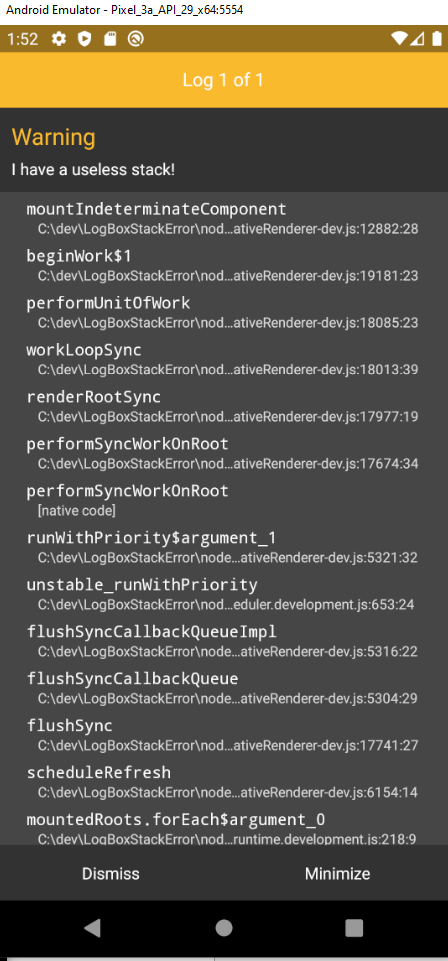 Android Emulator - Pixel_3a_API_29_x64:5554
1:52
Log 1 of 1
Warning
I have a useless stack!
mountIndeterminateComponent
C:\dev\LogBoxStackError\nod…ativeRenderer-dev.js:12882:28
beginWork$1
C:\dev\LogBoxStackError\nod…ativeRenderer-dev.js:19181:23
performUnitOfWork
C:\dev\LogBoxStackError\nod…ativeRenderer-dev.js:18085:23
workLoopSync
C:\dev\LogBoxStackError\nod…ativeRenderer-dev.js:18013:39
renderRootSync
C:\dev\LogBoxStackError\nod…ativeRenderer-dev.js:17977:19
performSyncWorkOnRoot
C:\dev\LogBoxStackError\nod…ativeRenderer-dev.js:17674:34
performSyncWorkOnRoot
[native code]
runWithPriority$argument_1
C:\dev\LogBoxStackError\node…ativeRenderer-dev.js:5321:32
unstable_runWithPriority
C:\dev\LogBoxStackError\nod…eduler.development.js:653:24
flushSyncCallbackQueueImpl
C:\dev\LogBoxStackError\node…ativeRenderer-dev.js:5316:22
flushSyncCallbackQueue
C:\dev\LogBoxStackError\node…ativeRenderer-dev.js:5304:29
flushSync
C:\dev\LogBoxStackError\nod…ativeRenderer-dev.js:17741:27
scheduleRefresh
C:\dev\LogBoxStackError\node…ativeRenderer-dev.js:6154:14
mountedRoots.forEach$argument_0
C:\dev\LogBoxStackError\nod…runtime.development.js:218:9
Dismiss
Minimize